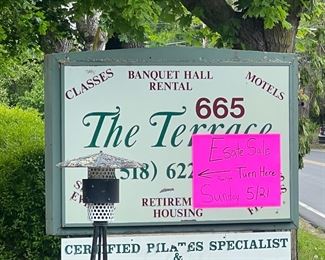 CLASSES
BANQUET HALL
RENTAL
MOTELS
665
The Terrace
518) 622
Esate Sale
← Turn Here
Sunday 5/21
RETIREM
HOUSING
CERTIFIED PILATES SPECIALIST
&